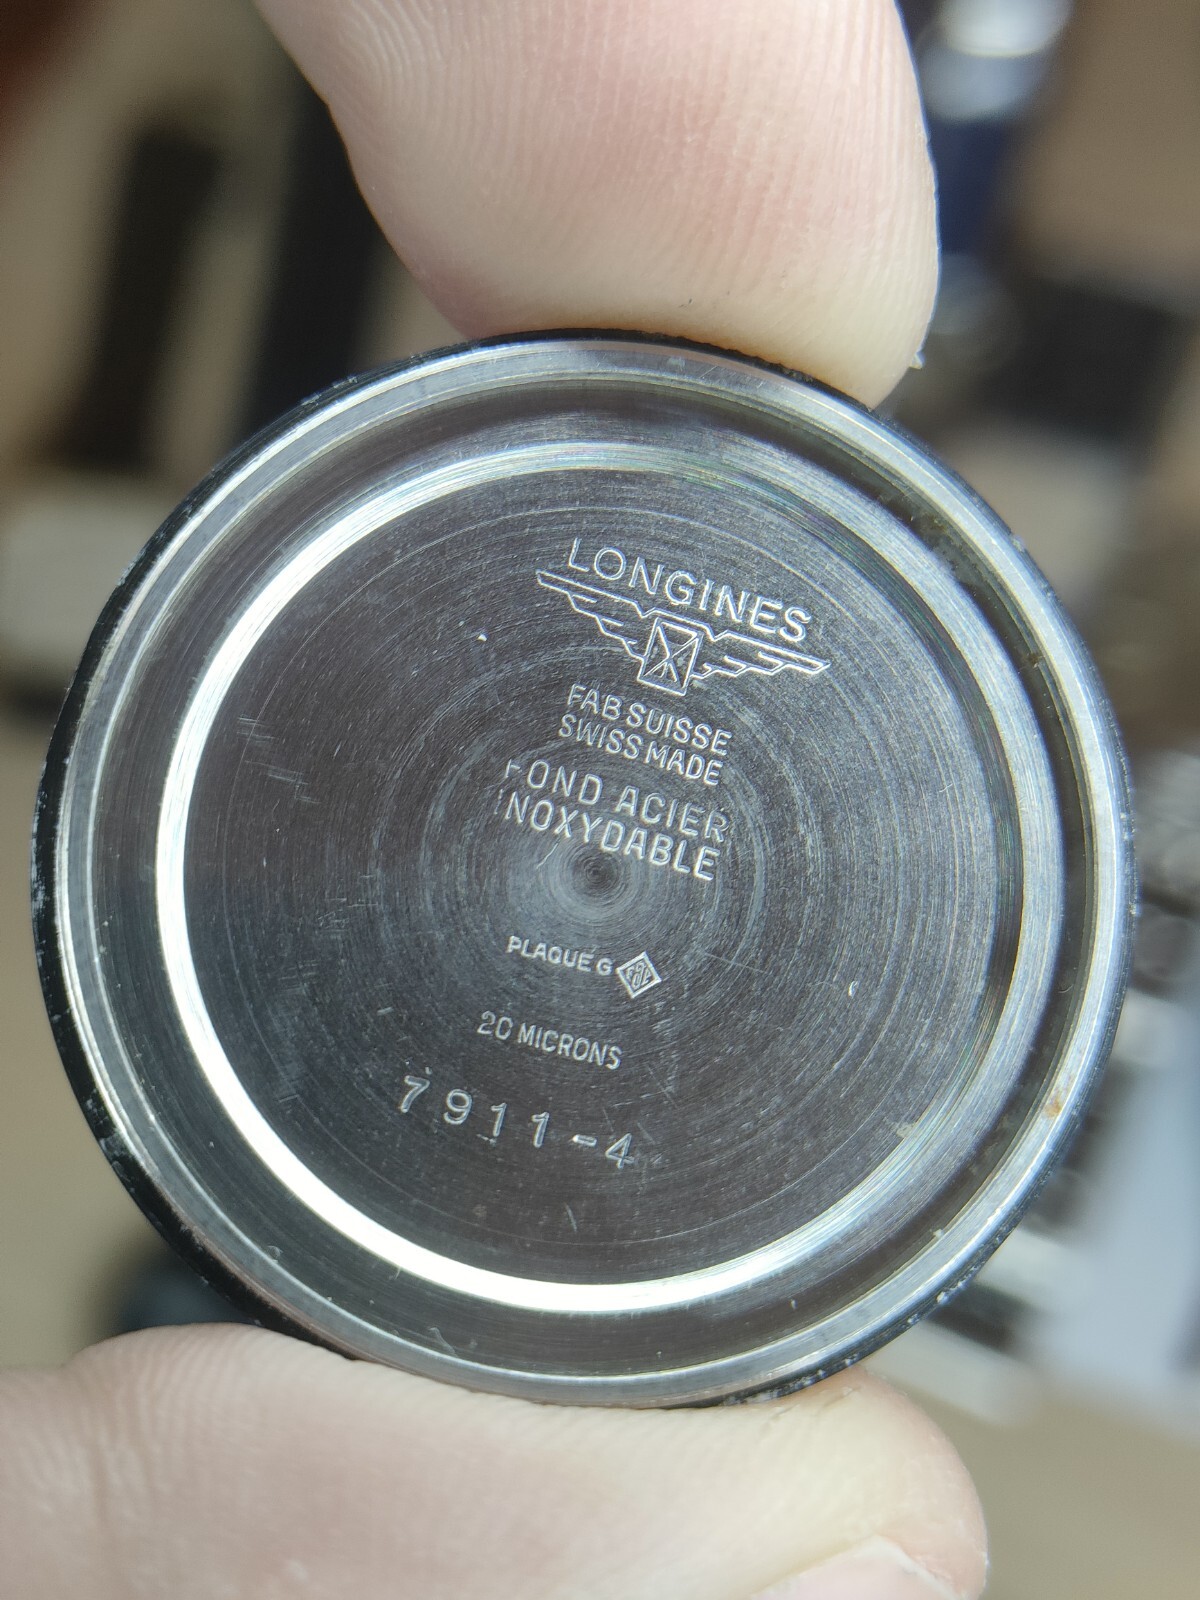 LONGINES
FAB SUISSE
SWISS MADE
FOND ACIER
INOXYDABLE
PLAQUE G
20 MICRONS
7911-4